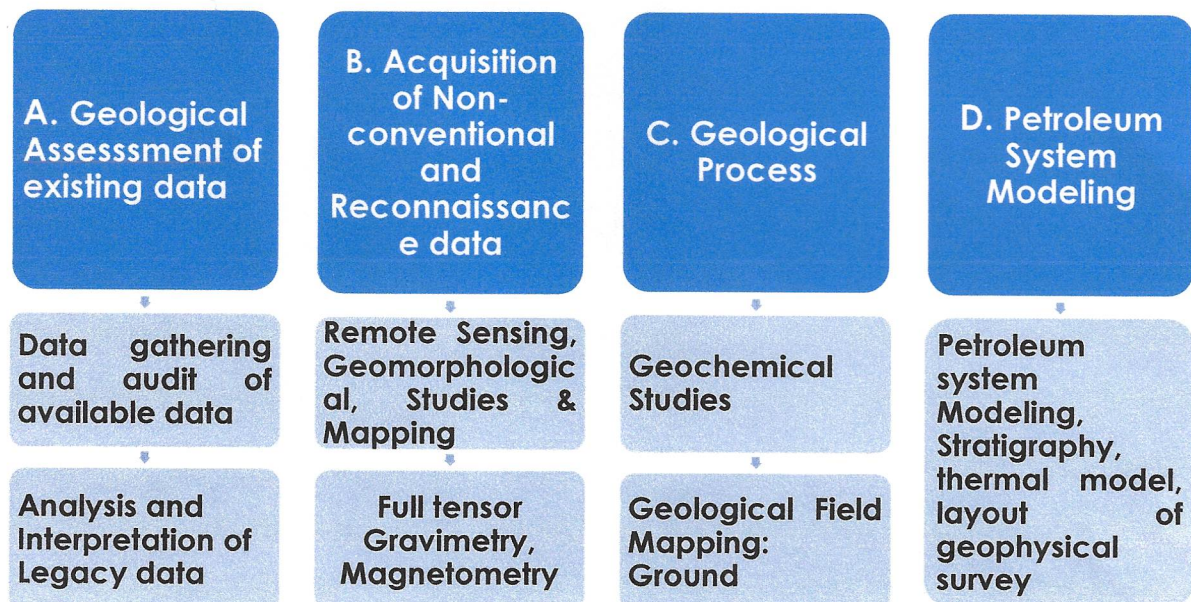 A. Geological
Assesssment of
existing data
Data gathering
and audit of
available data
Analysis and
Interpretation of
Legacy data
B. Acquisition
of Non-
conventional
and
Reconnaissanc
e data
Remote Sensing,
Geomorphologic
al, Studies &
Mapping
Full tensor
Gravimetry,
Magnetometry
C. Geological
Process
Geochemical
Studies
Geological Field
Mapping:
Ground
D. Petroleum
System
Modeling
Petroleum
system
Modeling,
Stratigraphy,
thermal model,
layout of
geophysical
survey